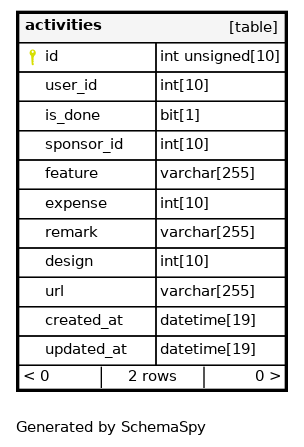 activities [table]
id int unsigned[10]
user_id int[10]
is_done bit[1]
sponsor_id int[10]
feature varchar[255]
expense int[10]
remark varchar[255]
design int[10]
url varchar[255]
created_at datetime[19]
updated_at datetime[19]
< 0 2 rows 0 >
Generated by SchemaSpy